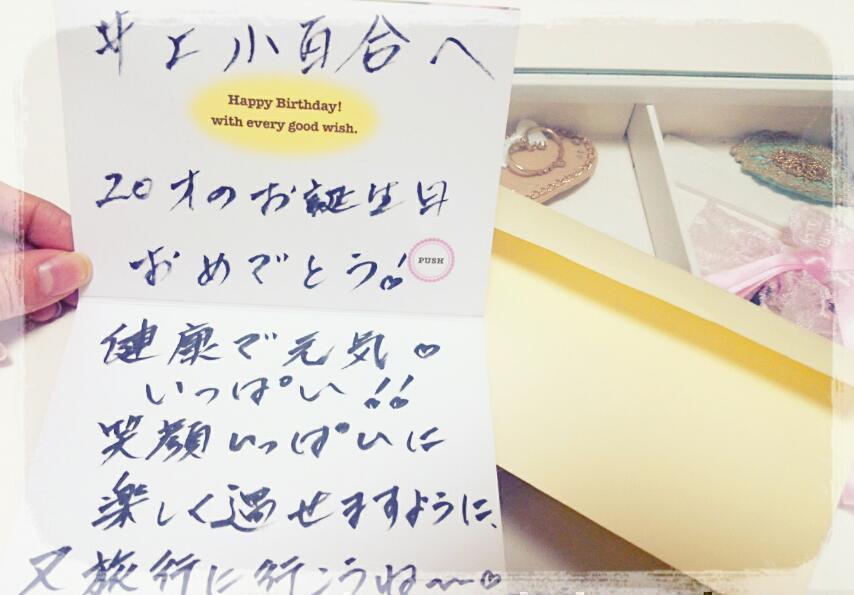 井上小百合へ
Happy Birthday!
with every good wish.
20才のお誕生日
おめでとう!
PUSH
健康で元気♡
いっぱい!!
笑顔いっぱいに
楽しく過せますように、
又旅行に行こうね〜♡